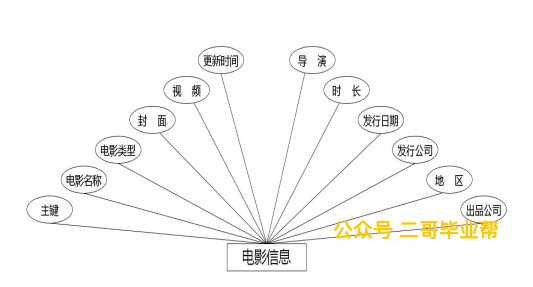 更新时间
导 演
视 频
时 长
封 面
发行日期
电影类型
发行公司
电影名称
地 区
主键
出品公司
公众号 二哥毕业帮
电影信息